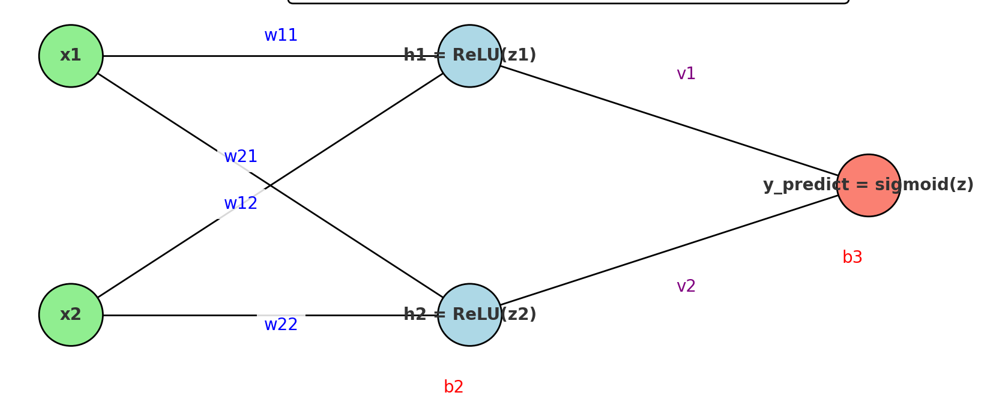 w11
x1
h1 = ReLU(z1)
v1
w21
y_predict = sigmoid(z)
w12
b3
v2
x2
h2 = ReLU(z2)
w22
b2